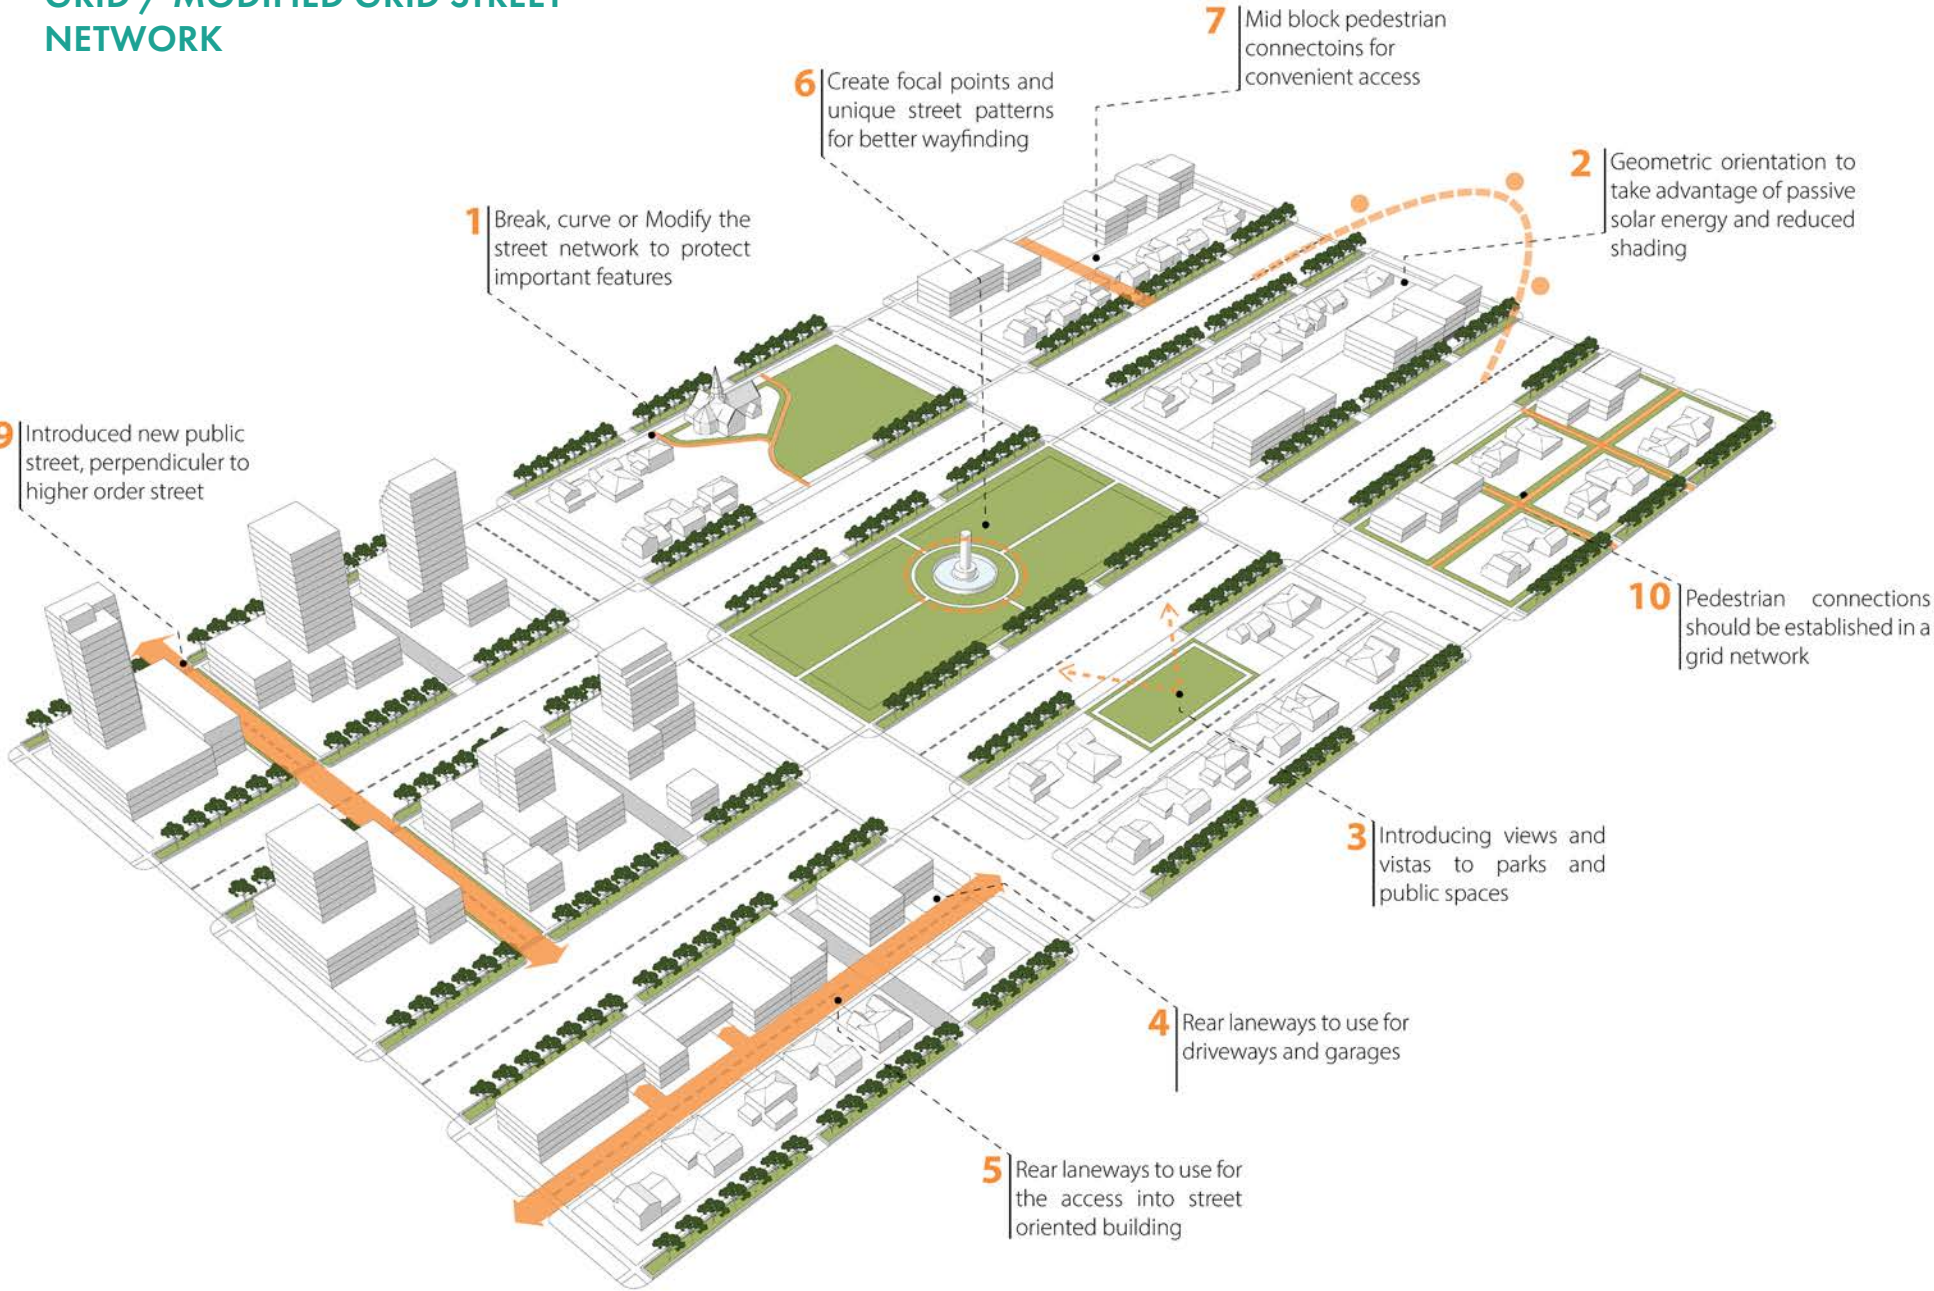 GRID / MODIFIED GRID STREET
NETWORK
7
Mid block pedestrian
connectoins for
convenient access
6
Create focal points and
unique street patterns
for better wayfinding
2
Geometric orientation to
take advantage of passive
solar energy and reduced
shading
1
Break, curve or Modify the
street network to protect
important features
9
Introduced new public
street, perpendiculer to
higher order street
10
Pedestrian connections
should be established in a
grid network
3
Introducing views and
vistas to parks and
public spaces
4
Rear laneways to use for
driveways and garages
5
Rear laneways to use for
the access into street
oriented building